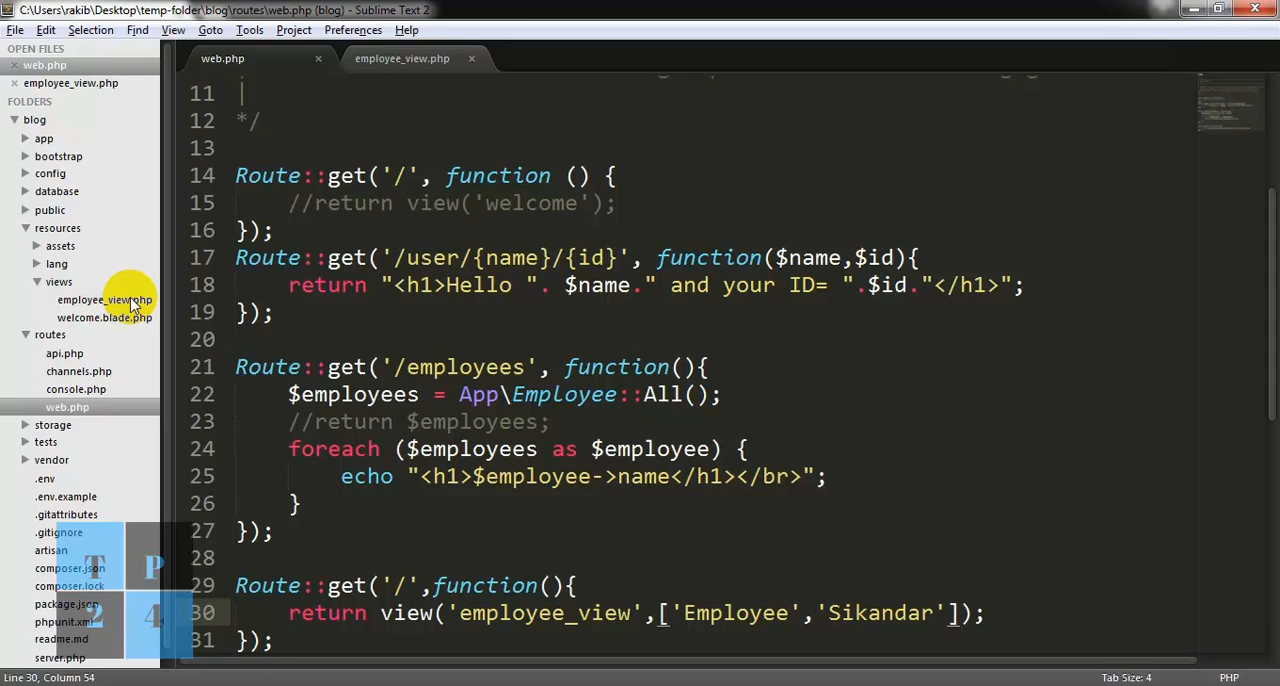 C:\Users\rakib\Desktop\temp-folder\blog\routes\web.php (blog) - Sublime Text 2
File Edit Selection Find View Goto Tools Project Preferences Help
OPEN FILES
web.php
employee_view.php
FOLDERS
blog
app
bootstrap
config
database
public
resources
assets
lang
views
employee_view.php
welcome.blade.php
routes
api.php
channels.php
console.php
web.php
storage
tests
vendor
.env
.env.example
.gitattributes
.gitignore
artisan
composer.json
composer.lock
package.json
phpunit.xml
readme.md
server.php
T P
2 4
web.php employee_view.php
11 |
12 */
13
14 Route::get('/', function () {
15 //return view('welcome');
16 });
17 Route::get('/user/{name}/{id}', function($name,$id){
18 return "<h1>Hello ". $name." and your ID= ".$id."</h1>";
19 });
20
21 Route::get('/employees', function(){
22 $employees = App\Employee::All();
23 //return $employees;
24 foreach ($employees as $employee) {
25 echo "<h1>$employee->name</h1></br>";
26 }
27 });
28
29 Route::get('/',function(){
30 return view('employee_view',['Employee','Sikandar']);
31 });
Line 30, Column 54 Tab Size: 4 PHP